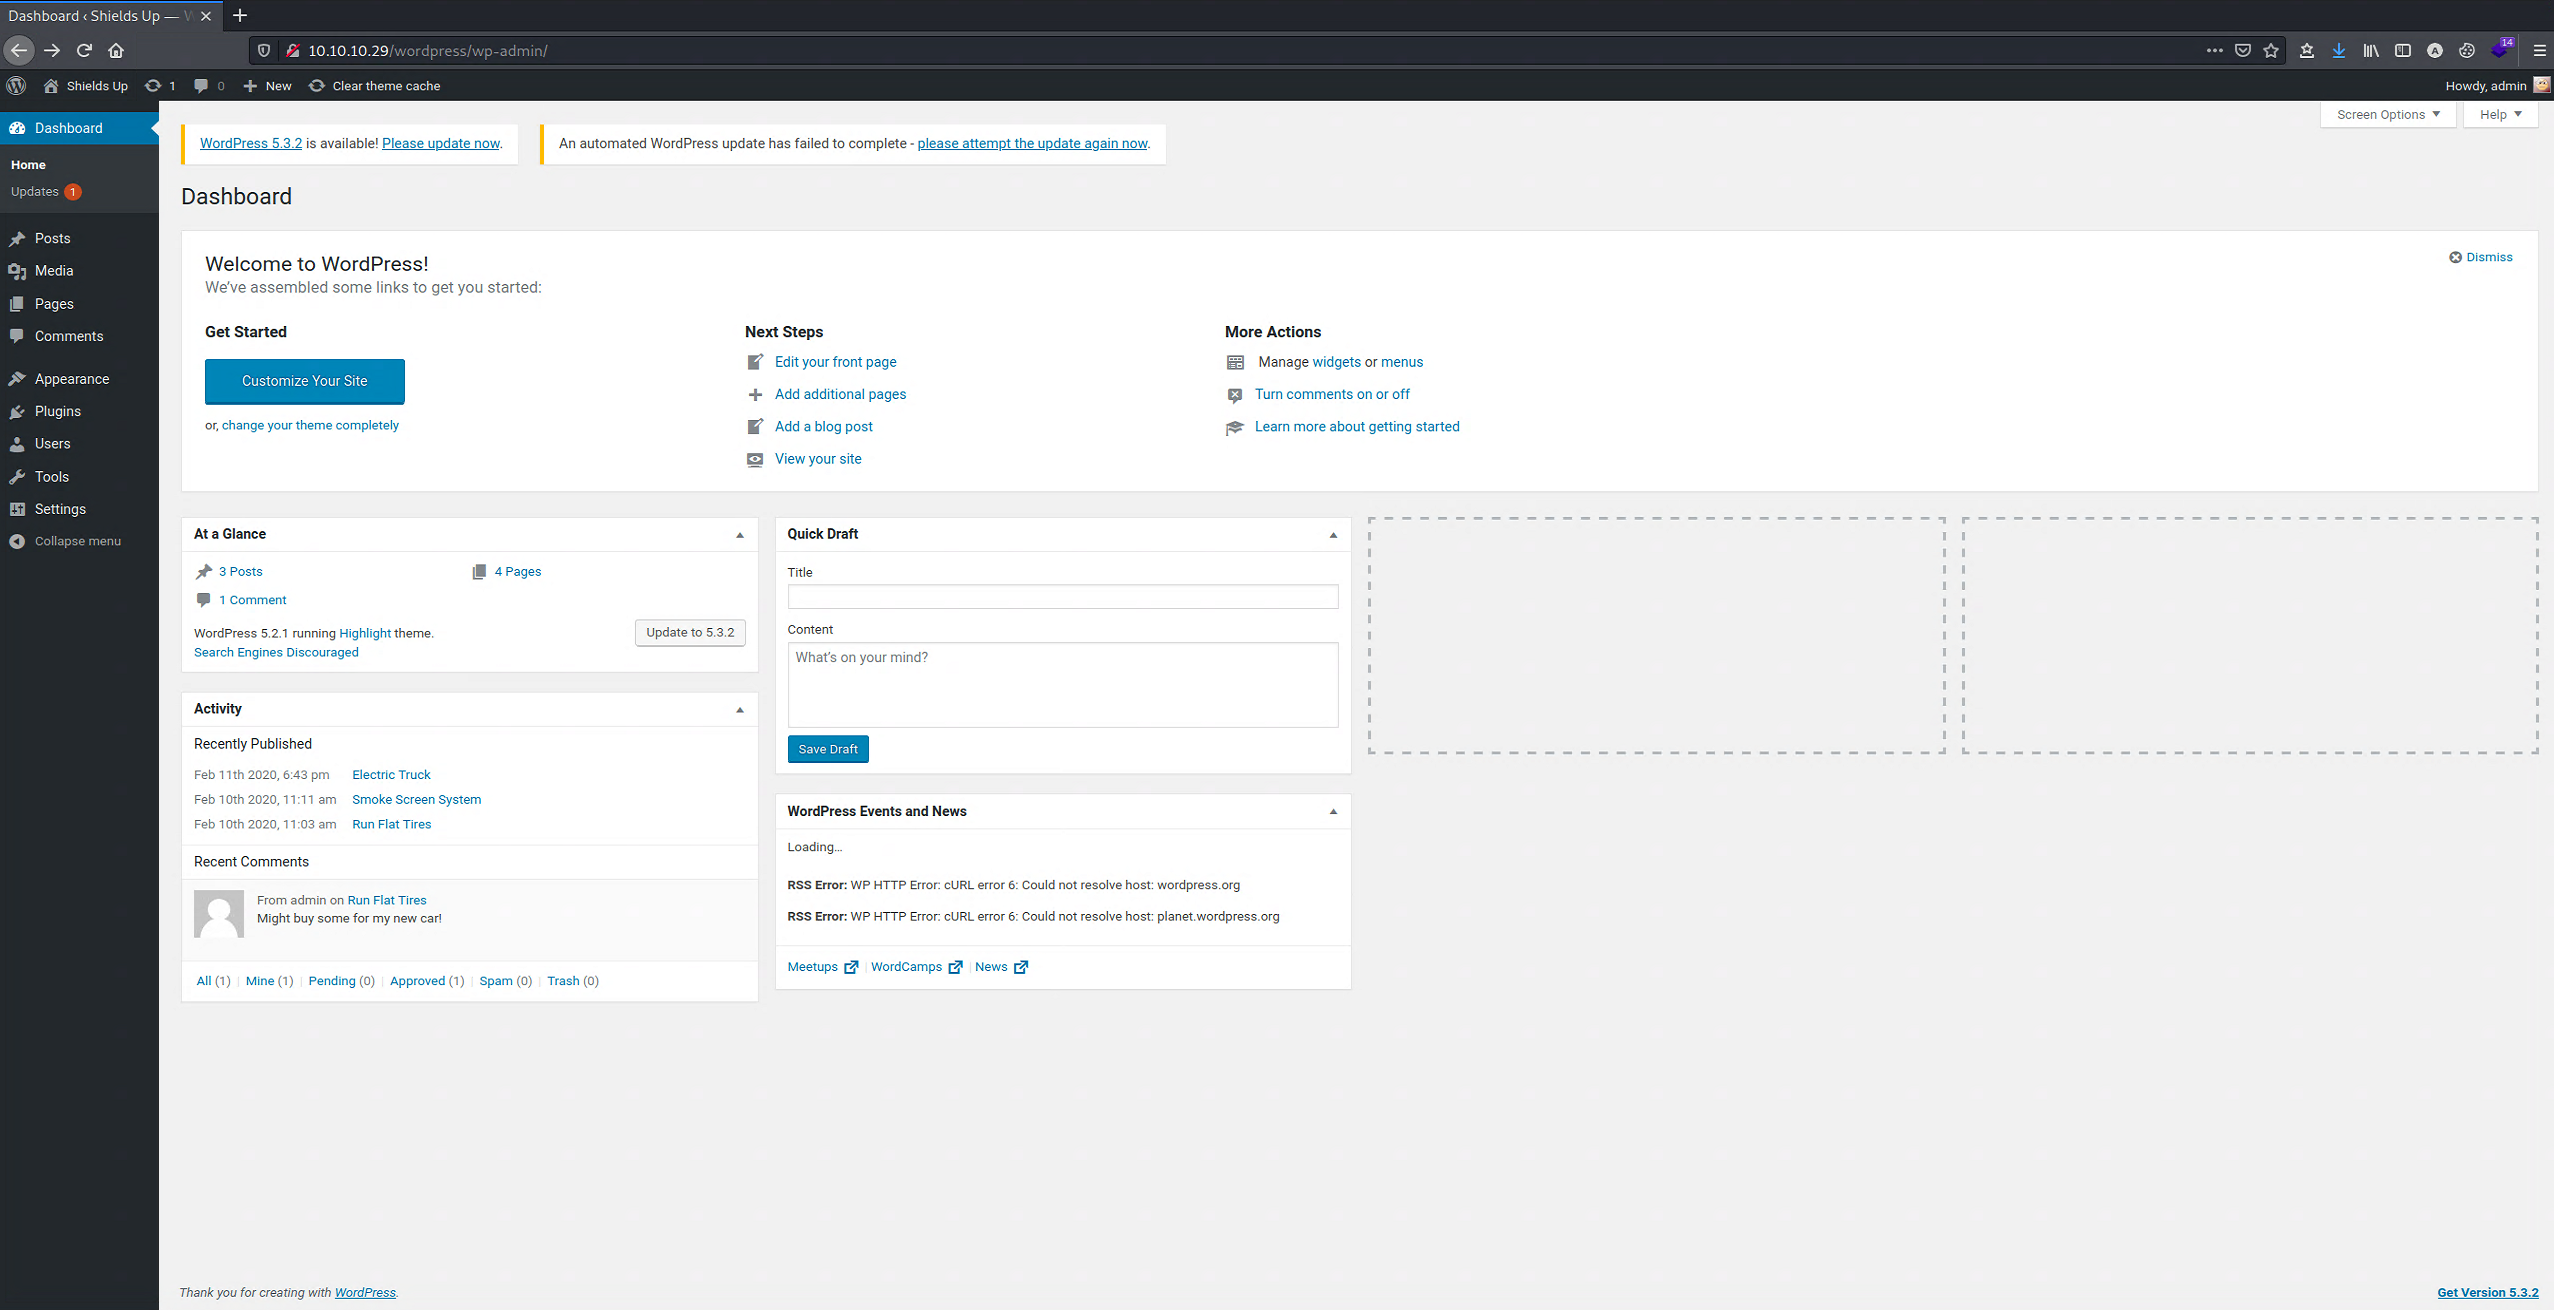 Dashboard ‹ Shields Up —
10.10.10.29/wordpress/wp-admin/
14
Shields Up 1 0 New Clear theme cache Howdy, admin
Dashboard
Home
Updates 1
Posts
Media
Pages
Comments
Appearance
Plugins
Users
Tools
Settings
Collapse menu
Screen Options Help
WordPress 5.3.2 is available! Please update now.
An automated WordPress update has failed to complete - please attempt the update again now.
Dashboard
Welcome to WordPress!
We've assembled some links to get you started:
Dismiss
Get Started
Customize Your Site
or, change your theme completely
Next Steps
Edit your front page
Add additional pages
Add a blog post
View your site
More Actions
Manage widgets or menus
Turn comments on or off
Learn more about getting started
At a Glance
3 Posts 4 Pages
1 Comment
WordPress 5.2.1 running Highlight theme.
Update to 5.3.2
Search Engines Discouraged
Activity
Recently Published
Feb 11th 2020, 6:43 pm Electric Truck
Feb 10th 2020, 11:11 am Smoke Screen System
Feb 10th 2020, 11:03 am Run Flat Tires
Recent Comments
From admin on Run Flat Tires
Might buy some for my new car!
All (1) | Mine (1) | Pending (0) | Approved (1) | Spam (0) | Trash (0)
Quick Draft
Title
Content
What's on your mind?
Save Draft
WordPress Events and News
Loading…
RSS Error: WP HTTP Error: cURL error 6: Could not resolve host: wordpress.org
RSS Error: WP HTTP Error: cURL error 6: Could not resolve host: planet.wordpress.org
Meetups | WordCamps | News
Thank you for creating with WordPress.
Get Version 5.3.2